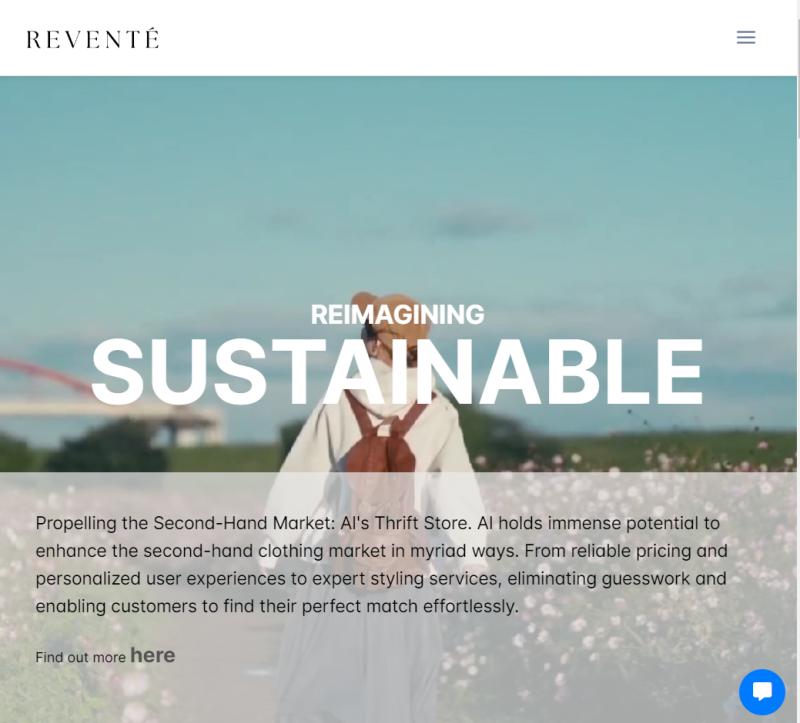 REVENTÉ
REIMAGINING
SUSTAINABLE
Propelling the Second-Hand Market: AI's Thrift Store. AI holds immense potential to
enhance the second-hand clothing market in myriad ways. From reliable pricing and
personalized user experiences to expert styling services, eliminating guesswork and
enabling customers to find their perfect match effortlessly.
Find out more here